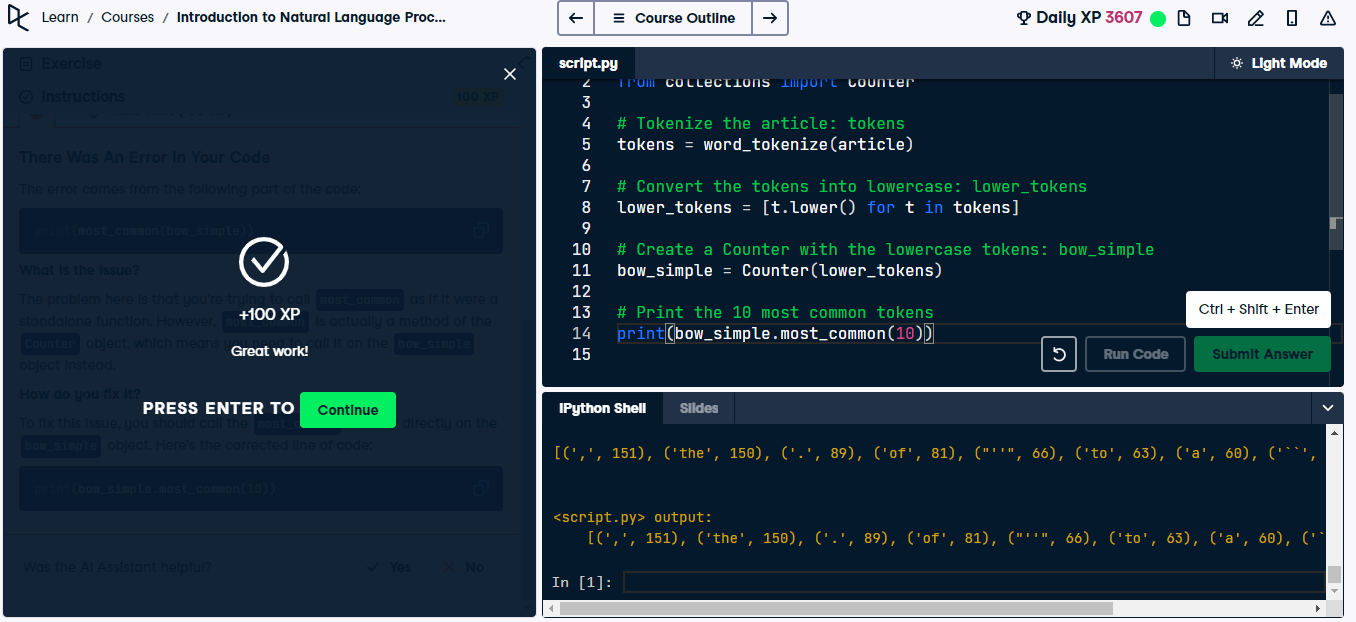 Learn / Courses / Introduction to Natural Language Proc...
Course Outline
Daily XP 3607
Exercise
Instructions
100 XP
There Was An Error In Your Code
The error comes from the following part of the code:
print(most_common(bow_simple))
What is the issue?
The problem here is that you're trying to call most_common as if it were a
standalone function. However, most_common is actually a method of the
Counter object, which means you need to call it on the bow_simple
object instead.
How do you fix it?
To fix this issue, you should call the most_common directly on the
bow_simple object. Here's the corrected line of code:
print(bow_simple.most_common(10))
Was the AI Assistant helpful? Yes No
+100 XP
Great work!
PRESS ENTER TO Continue
script.py
Light Mode
2 from collections import Counter
3
4 # Tokenize the article: tokens
5 tokens = word_tokenize(article)
6
7 # Convert the tokens into lowercase: lower_tokens
8 lower_tokens = [t.lower() for t in tokens]
9
10 # Create a Counter with the lowercase tokens: bow_simple
11 bow_simple = Counter(lower_tokens)
12
13 # Print the 10 most common tokens
14 print(bow_simple.most_common(10))
15
Ctrl + Shift + Enter
Run Code
Submit Answer
IPython Shell
Slides
[(',', 151), ('the', 150), ('.', 89), ('of', 81), ("''", 66), ('to', 63), ('a', 60), ('``',
<script.py> output:
[(',', 151), ('the', 150), ('.', 89), ('of', 81), ("''", 66), ('to', 63), ('a', 60), ('`
In [1]: